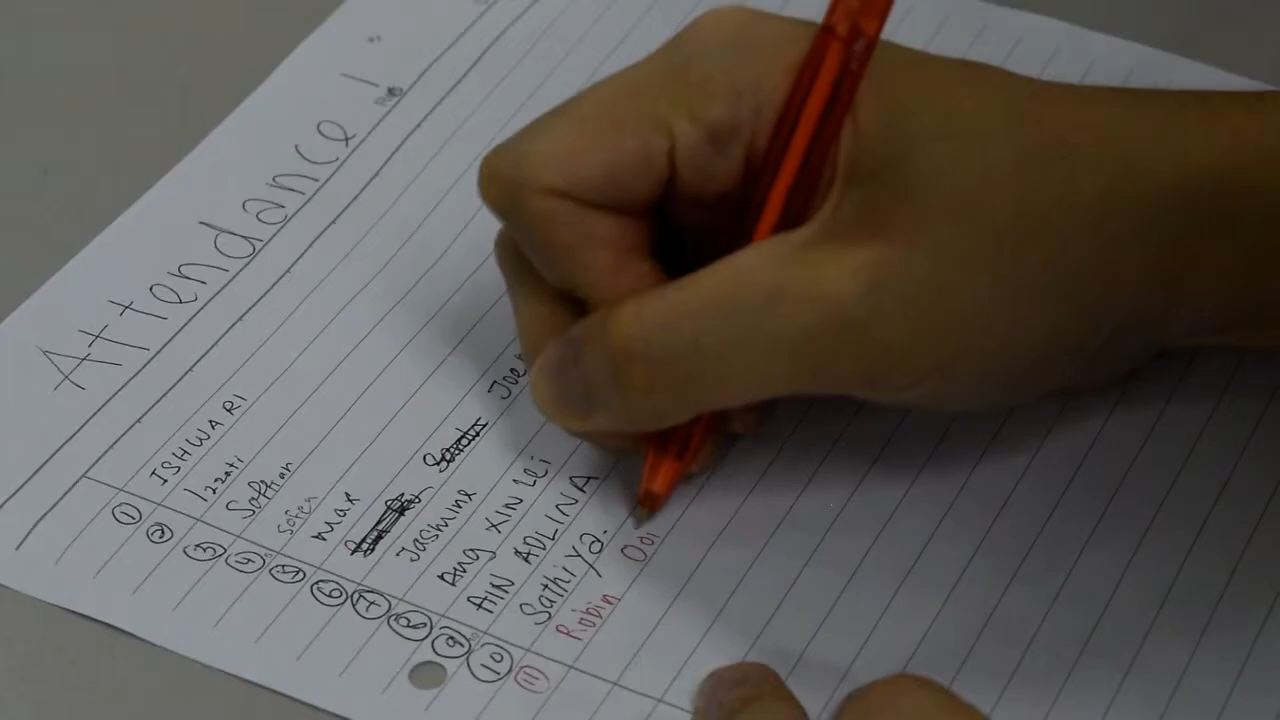 Attendance
① ISHWARI
② Izzati
③ Soffian
④ Sofea
⑤ Max
⑥ Joe
⑦ Jasmine
⑧ Ang XIN LEi
⑨ AIN ADLINA
⑩ Sathiya.
⑪ Robin Ooi